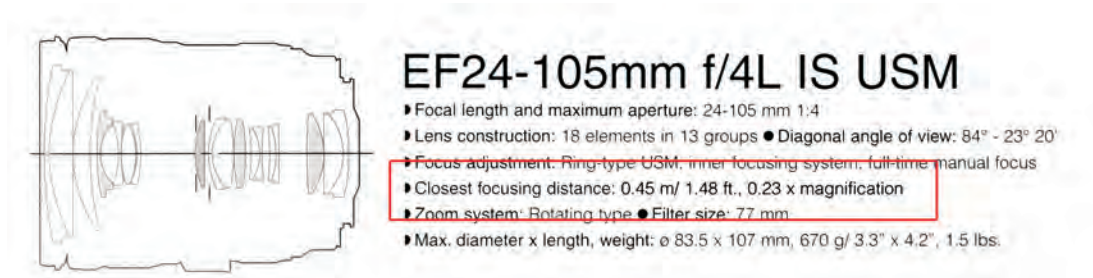 EF24-105mm f/4L IS USM
◗Focal length and maximum aperture: 24-105 mm 1:4
◗Lens construction: 18 elements in 13 groups ●Diagonal angle of view: 84° - 23° 20'
◗Focus adjustment: Ring-type USM, inner focusing system, full-time manual focus
◗Closest focusing distance: 0.45 m/ 1.48 ft., 0.23 x magnification
◗Zoom system: Rotating type ●Filter size: 77 mm
◗Max. diameter x length, weight: ø 83.5 x 107 mm, 670 g/ 3.3" x 4.2", 1.5 lbs.